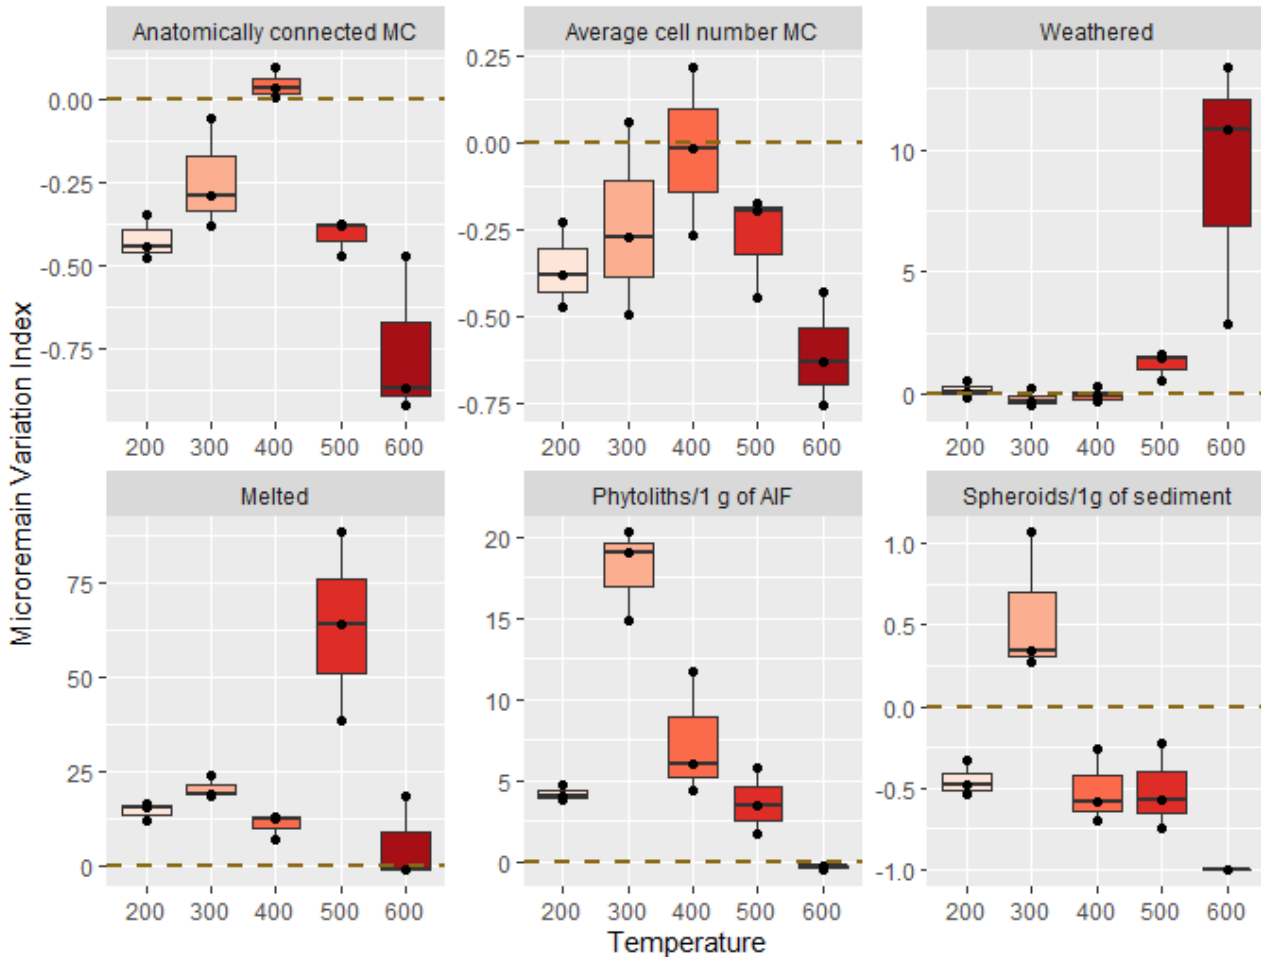 Anatomically connected MC
Average cell number MC
Weathered
0.00
-0.25
-0.50
-0.75
0.25
0.00
-0.25
-0.50
-0.75
10
5
0
200 300 400 500 600
200 300 400 500 600
200 300 400 500 600
Microremain Variation Index
Melted
Phytoliths/1 g of AIF
Spheroids/1g of sediment
75
50
25
0
20
15
10
5
0
1.0
0.5
0.0
-0.5
-1.0
200 300 400 500 600
200 300 400 500 600
200 300 400 500 600
Temperature